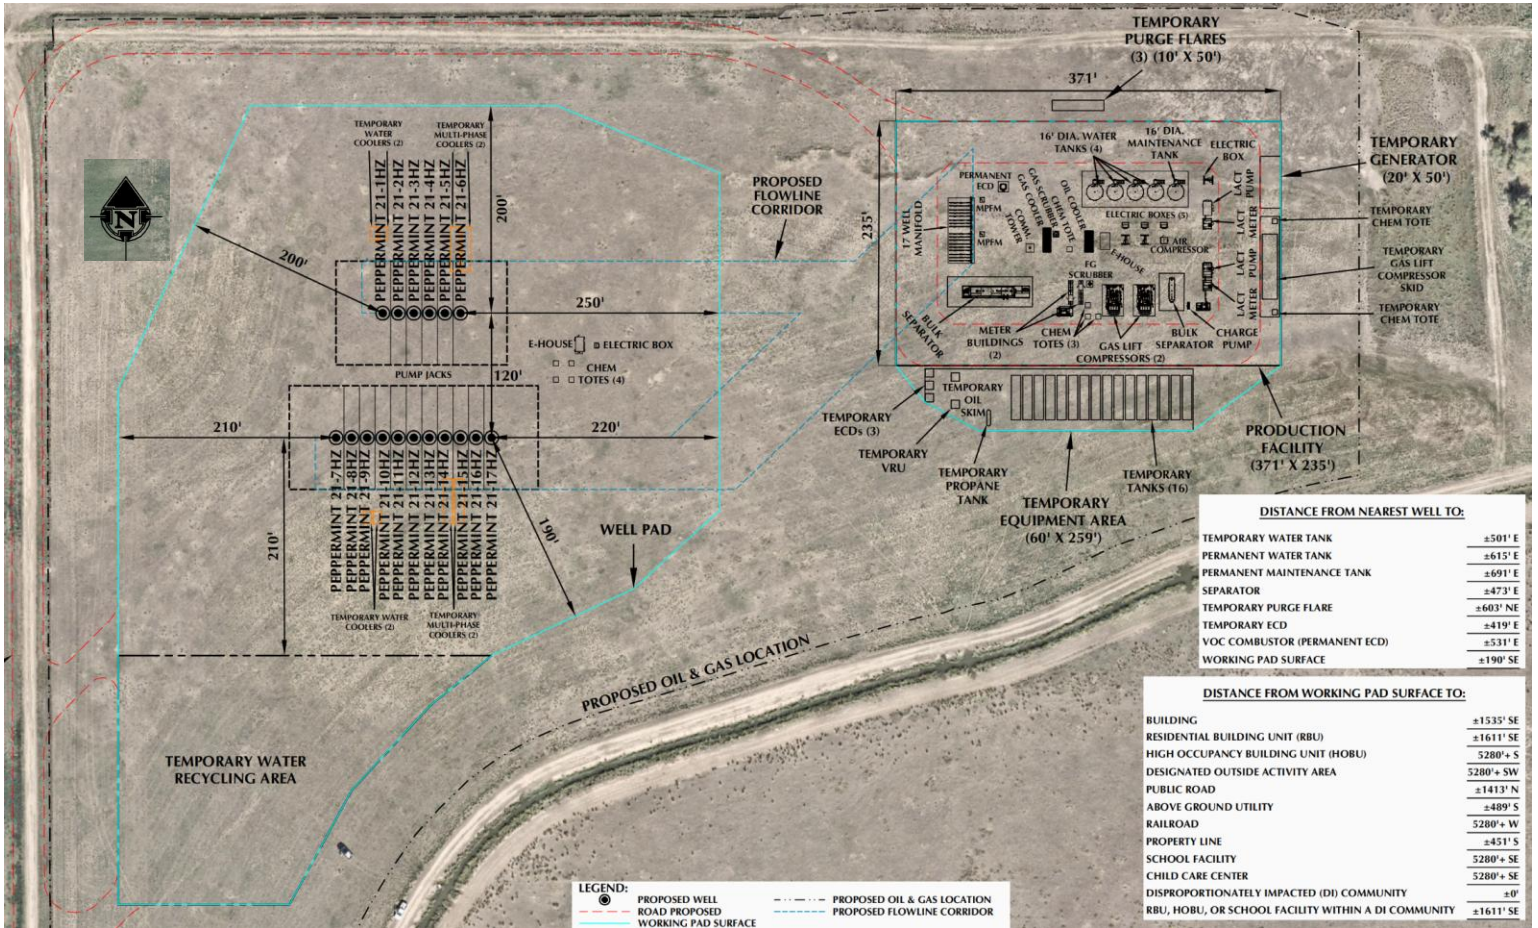 TEMPORARY
PURGE FLARES
(3) (10' X 50')
371'
TEMPORARY
WATER
COOLERS (2)
TEMPORARY
MULTI-PHASE
COOLERS (2)
16' DIA. WATER
TANKS (4)
16' DIA.
MAINTENANCE
TANK
ELECTRIC
BOX
TEMPORARY
GENERATOR
(20' X 50')
N
PEPPERMINT 21-1HZ
PEPPERMINT 21-2HZ
PEPPERMINT 21-3HZ
PEPPERMINT 21-4HZ
PEPPERMINT 21-5HZ
PEPPERMINT 21-6HZ
200'
200'
250'
PROPOSED
FLOWLINE
CORRIDOR
235'
17 WELL
MANIFOLD
PERMANENT
ECD
MPFM
MPFM
COMM.
TOWER
GAS COOLER
GAS SCRUBBER
CHEM TOTE
OIL COOLER
ELECTRIC BOXES (5)
AIR
COMPRESSOR
E-HOUSE
FG
SCRUBBER
LACT
PUMP
LACT
METER
LACT
PUMP
LACT
METER
TEMPORARY
CHEM TOTE
TEMPORARY
GAS LIFT
COMPRESSOR
SKID
TEMPORARY
CHEM TOTE
BULK
SEPARATOR
METER
BUILDINGS
(2)
CHEM
TOTES (3)
GAS LIFT
COMPRESSORS (2)
BULK
SEPARATOR
CHARGE
PUMP
E-HOUSE
ELECTRIC BOX
CHEM
TOTES (4)
PUMP JACKS
120'
210'
220'
210'
190'
PEPPERMINT 21-7HZ
PEPPERMINT 21-8HZ
PEPPERMINT 21-9HZ
PEPPERMINT 21-10HZ
PEPPERMINT 21-11HZ
PEPPERMINT 21-12HZ
PEPPERMINT 21-13HZ
PEPPERMINT 21-14HZ
PEPPERMINT 21-15HZ
PEPPERMINT 21-16HZ
PEPPERMINT 21-17HZ
TEMPORARY WATER
COOLERS (2)
TEMPORARY
MULTI-PHASE
COOLERS (2)
WELL PAD
TEMPORARY
ECDs (3)
TEMPORARY
OIL
SKIM
TEMPORARY
VRU
TEMPORARY
PROPANE
TANK
TEMPORARY
EQUIPMENT AREA
(60' X 259')
TEMPORARY
TANKS (16)
PRODUCTION
FACILITY
(371' X 235')
PROPOSED OIL & GAS LOCATION
TEMPORARY WATER
RECYCLING AREA
DISTANCE FROM NEAREST WELL TO:
TEMPORARY WATER TANK ±501' E
PERMANENT WATER TANK ±615' E
PERMANENT MAINTENANCE TANK ±691' E
SEPARATOR ±473' E
TEMPORARY PURGE FLARE ±603' NE
TEMPORARY ECD ±419' E
VOC COMBUSTOR (PERMANENT ECD) ±531' E
WORKING PAD SURFACE ±190' SE
DISTANCE FROM WORKING PAD SURFACE TO:
BUILDING ±1535' SE
RESIDENTIAL BUILDING UNIT (RBU) ±1611' SE
HIGH OCCUPANCY BUILDING UNIT (HOBU) 5280'+ S
DESIGNATED OUTSIDE ACTIVITY AREA 5280'+ SW
PUBLIC ROAD ±1413' N
ABOVE GROUND UTILITY ±489' S
RAILROAD 5280'+ W
PROPERTY LINE ±451' S
SCHOOL FACILITY 5280'+ SE
CHILD CARE CENTER 5280'+ SE
DISPROPORTIONATELY IMPACTED (DI) COMMUNITY ±0'
RBU, HOBU, OR SCHOOL FACILITY WITHIN A DI COMMUNITY ±1611' SE
LEGEND:
PROPOSED WELL
ROAD PROPOSED
WORKING PAD SURFACE
PROPOSED OIL & GAS LOCATION
PROPOSED FLOWLINE CORRIDOR